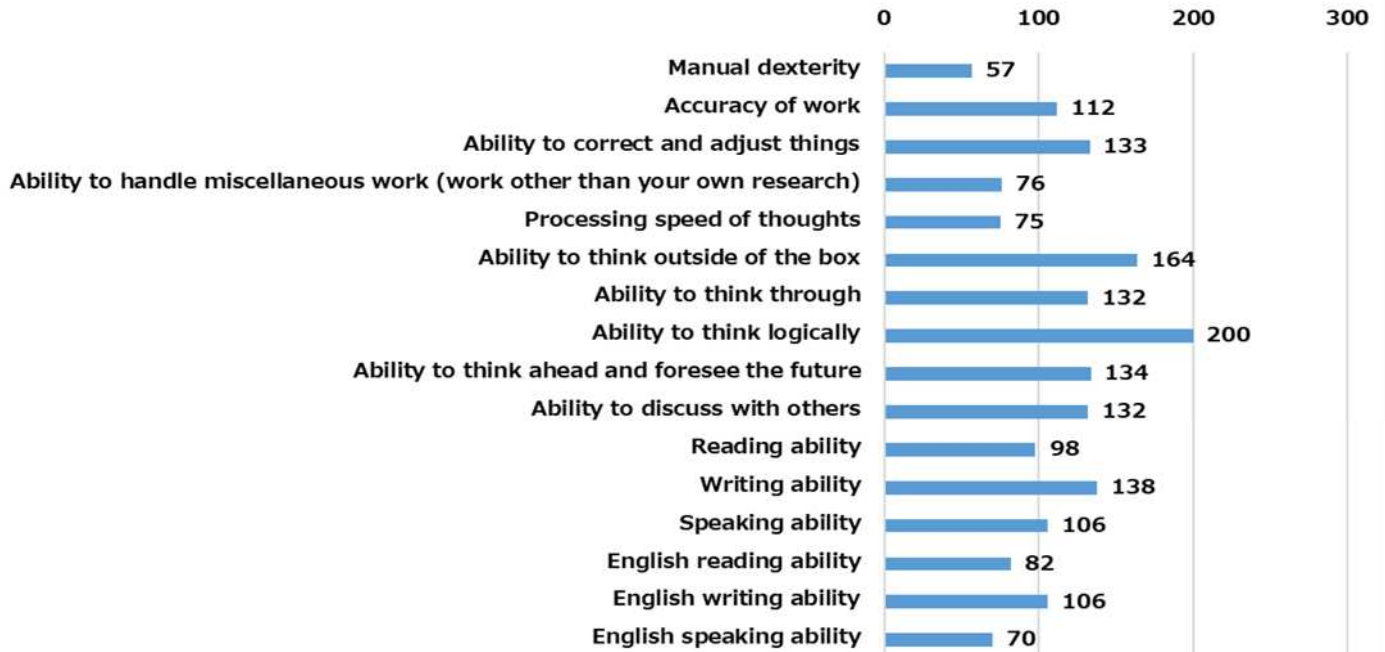 0 100 200 300
Manual dexterity 57
Accuracy of work 112
Ability to correct and adjust things 133
Ability to handle miscellaneous work (work other than your own research) 76
Processing speed of thoughts 75
Ability to think outside of the box 164
Ability to think through 132
Ability to think logically 200
Ability to think ahead and foresee the future 134
Ability to discuss with others 132
Reading ability 98
Writing ability 138
Speaking ability 106
English reading ability 82
English writing ability 106
English speaking ability 70